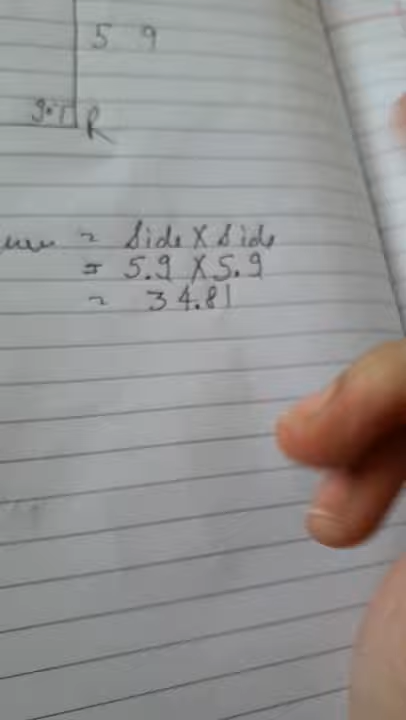 5 9
R
= Side X Side
= 5.9 X 5.9
= 34.81